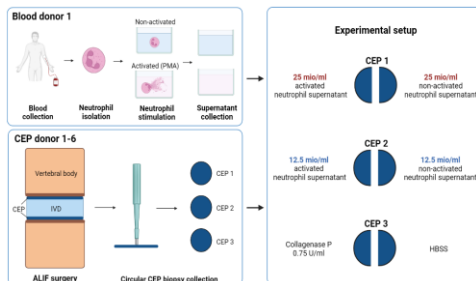 Blood donor 1
Non-activated
Activated (PMA)
Blood
collection
Neutrophil
isolation
Neutrophil
stimulation
Supernatant
collection
CEP donor 1-6
Vertebral body
CEP
IVD
CEP 1
CEP 2
CEP 3
ALIF surgery
Circular CEP biopsy collection
Experimental setup
CEP 1
25 mio/ml
activated
neutrophil supernatant
25 mio/ml
non-activated
neutrophil supernatant
CEP 2
12.5 mio/ml
activated
neutrophil supernatant
12.5 mio/ml
non-activated
neutrophil supernatant
CEP 3
Collagenase P
0.75 U/ml
HBSS